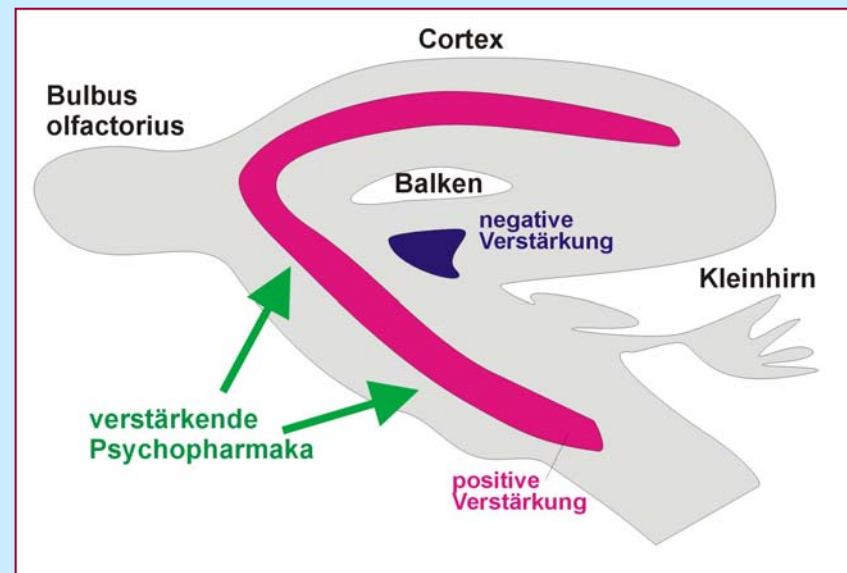 Cortex
Bulbus
olfactorius
Balken
negative
Verstärkung
Kleinhirn
verstärkende
Psychopharmaka
positive
Verstärkung